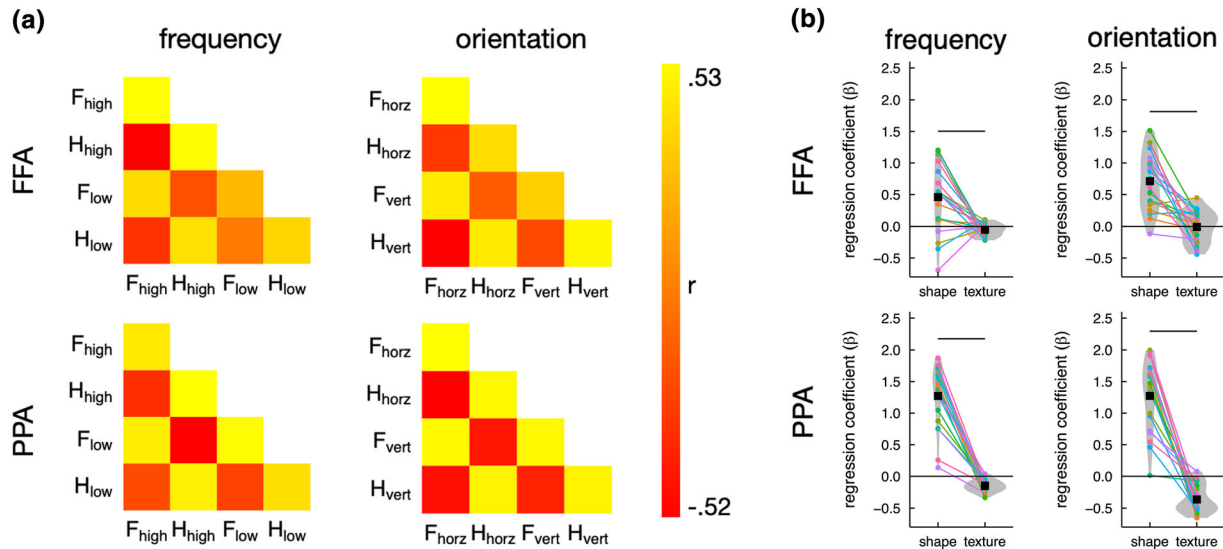 (a)
frequency
orientation
FFA
F_high
H_high
F_low
H_low
F_high H_high F_low H_low
F_horz
H_horz
F_vert
H_vert
F_horz H_horz F_vert H_vert
PPA
F_high
H_high
F_low
H_low
F_high H_high F_low H_low
F_horz
H_horz
F_vert
H_vert
F_horz H_horz F_vert H_vert
.53
r
-.52
(b)
frequency
orientation
FFA
regression coefficient (β)
2.5
2.0
1.5
1.0
0.5
0.0
−0.5
shape texture
regression coefficient (β)
2.5
2.0
1.5
1.0
0.5
0.0
−0.5
shape texture
PPA
regression coefficient (β)
2.5
2.0
1.5
1.0
0.5
0.0
−0.5
shape texture
regression coefficient (β)
2.5
2.0
1.5
1.0
0.5
0.0
−0.5
shape texture